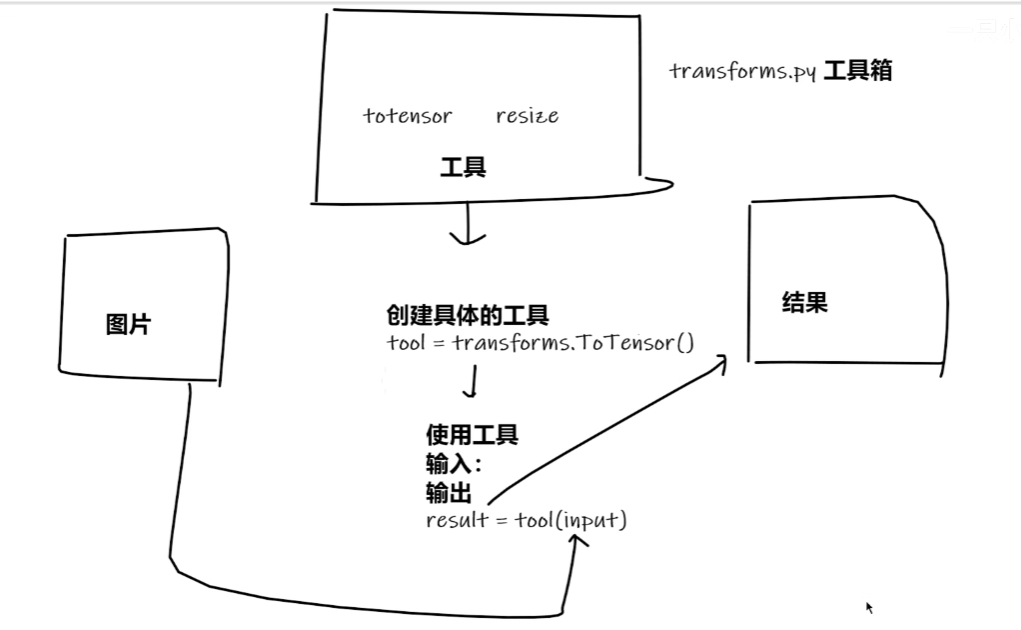 transforms.py 工具箱
totensor resize
工具
图片
创建具体的工具
tool = transforms.ToTensor()
结果
使用工具
输入：
输出
result = tool(input)